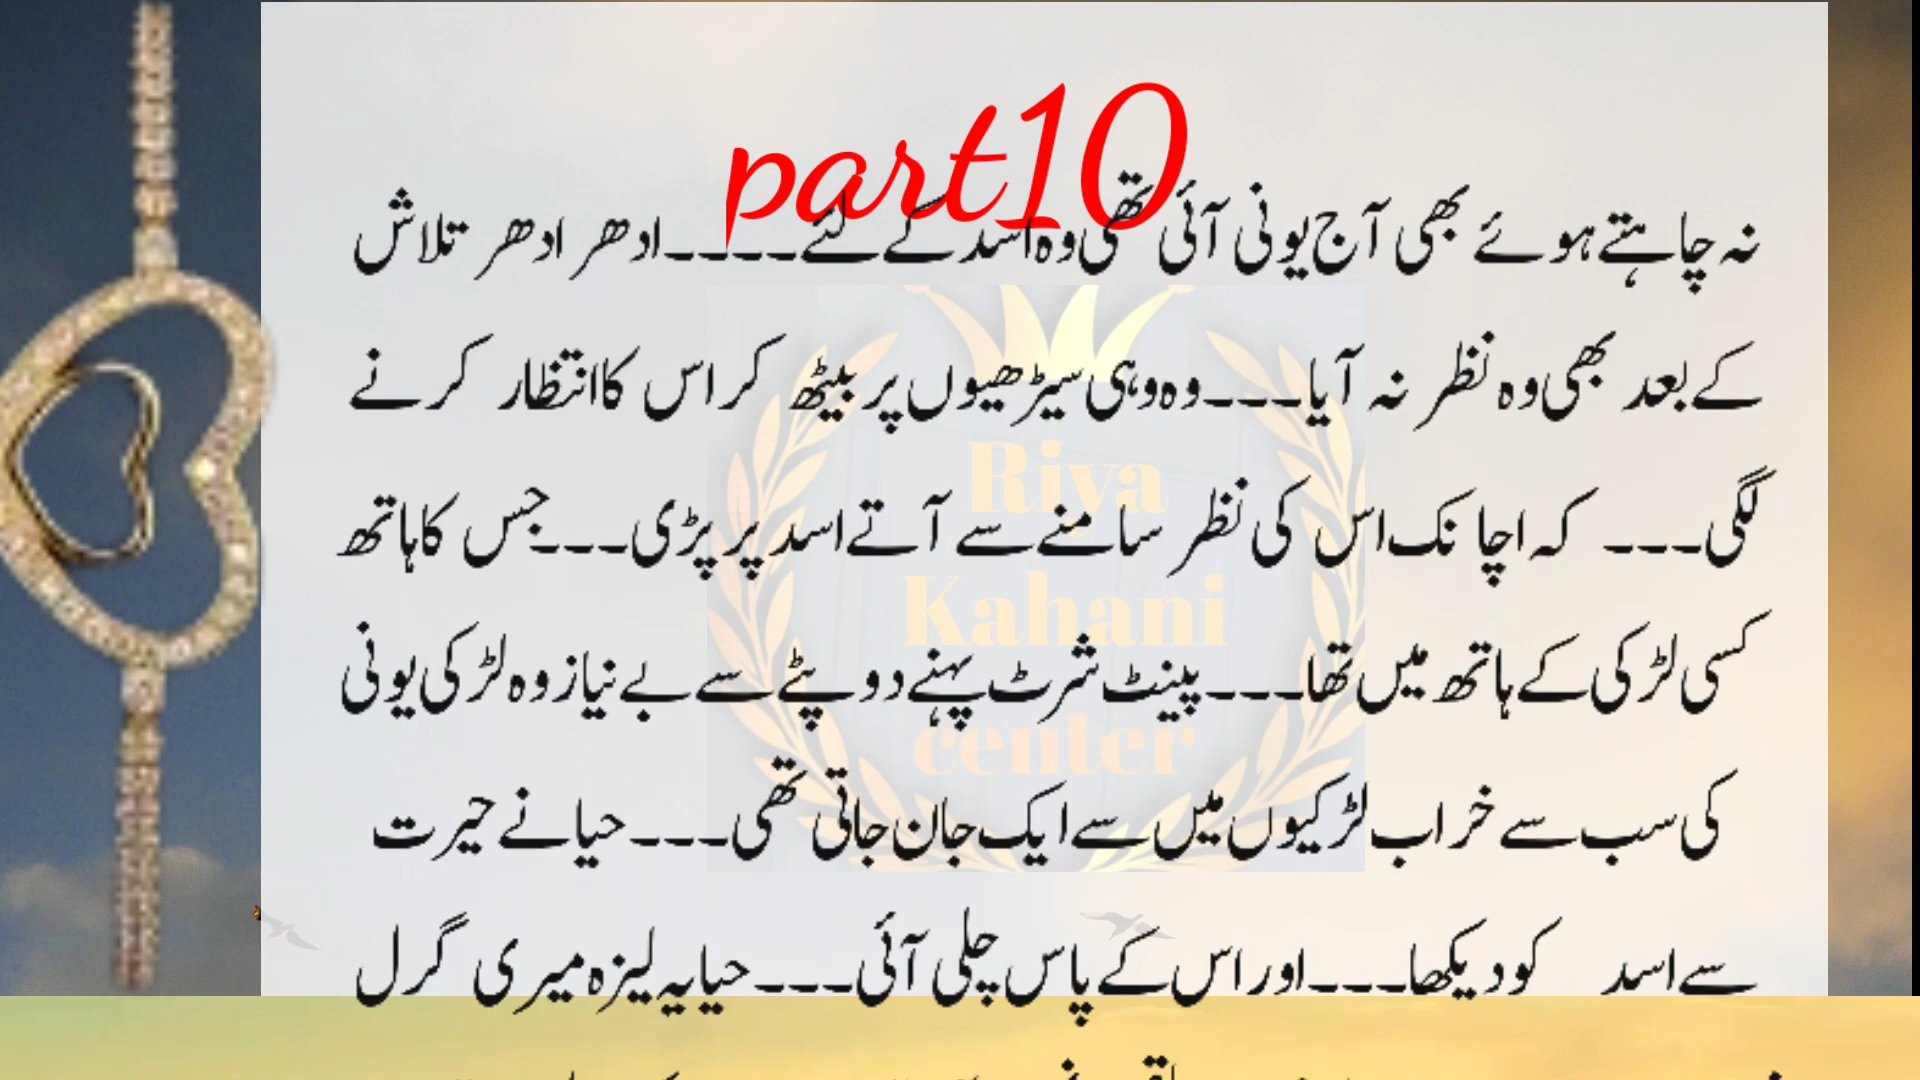 part10
نہ چاہتے ہوئے بھی آج یونی آئی تھی وہ اسد کے لئے۔۔۔۔ادھر ادھر تلاش
کے بعد بھی وہ نظر نہ آیا۔۔۔وہ وہی سیڑھیوں پر بیٹھ کر اس کا انتظار کرنے
لگی۔۔۔ کہ اچانک اس کی نظر سامنے سے آتے اسد پر پڑی۔۔۔جس کا ہاتھ
کسی لڑکی کے ہاتھ میں تھا۔۔۔پینٹ شرٹ پہنے دوپٹے سے بے نیاز وہ لڑکی یونی
کی سب سے خراب لڑکیوں میں سے ایک جان جاتی تھی۔۔۔حیا نے حیرت
سے اسد کو دیکھا۔۔۔اور اس کے پاس چلی آئی۔۔۔حیا یہ لیزہ میری گرل
Riya
Kahani
center